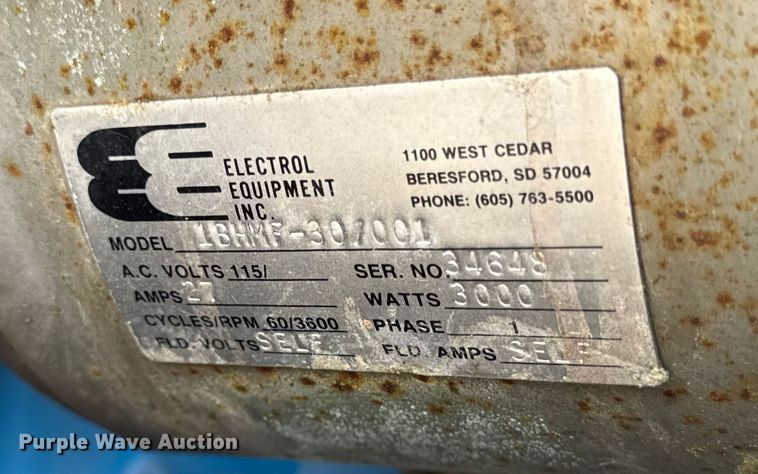 ELECTROL
EQUIPMENT
INC.
1100 WEST CEDAR
BERESFORD, SD 57004
PHONE: (605) 763-5500
MODEL 1BHMF-307001
A.C. VOLTS 115/ SER. NO. 34648
AMPS 27 WATTS 3000
CYCLES/RPM 60/3600 PHASE 1
FLD. VOLTS SELF FLD AMPS SELF
Purple Wave Auction